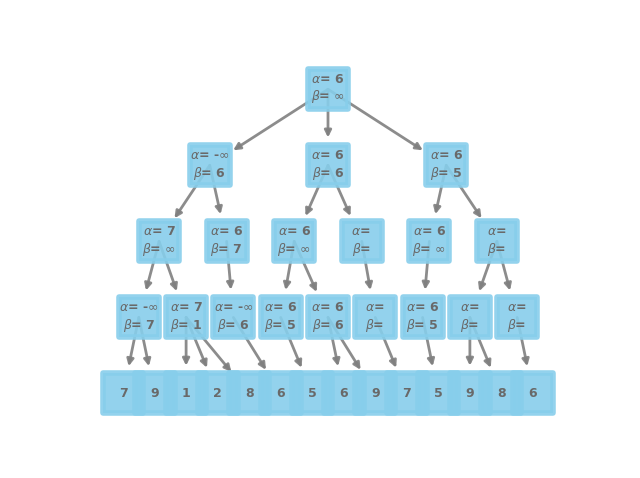 α= 6
β= ∞
α= -∞
β= 6
α= 6
β= 6
α= 6
β= 5
α= 7
β= ∞
α= 6
β= 7
α= 6
β= ∞
α=
β=
α= 6
β= ∞
α=
β=
α= -∞
β= 7
α= 7
β= 1
α= -∞
β= 6
α= 6
β= 5
α= 6
β= 6
α=
β=
α= 6
β= 5
α=
β=
α=
β=
7 9 1 2 8 6 5 6 9 7 5 9 8 6